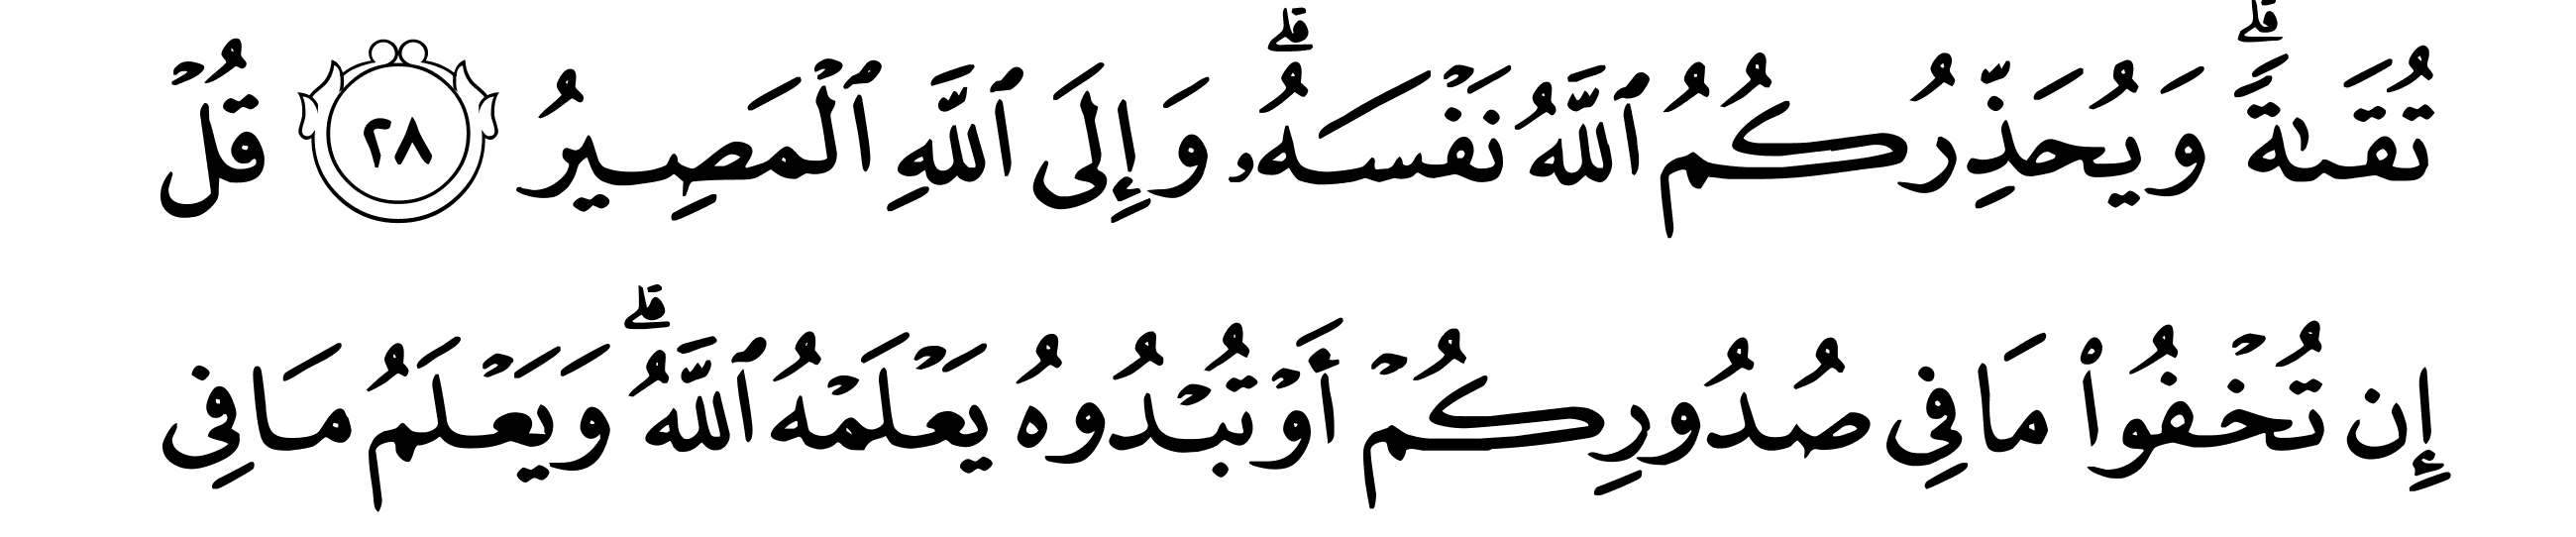 تُقَىٰةًۗ وَيُحَذِّرُكُمُ ٱللَّهُ نَفْسَهُۥۗ وَإِلَى ٱللَّهِ ٱلْمَصِيرُ ٢٨ قُلْ
إِن تُخْفُوا۟ مَا فِى صُدُورِكُمْ أَوْ تُبْدُوهُ يَعْلَمْهُ ٱللَّهُۗ وَيَعْلَمُ مَا فِى